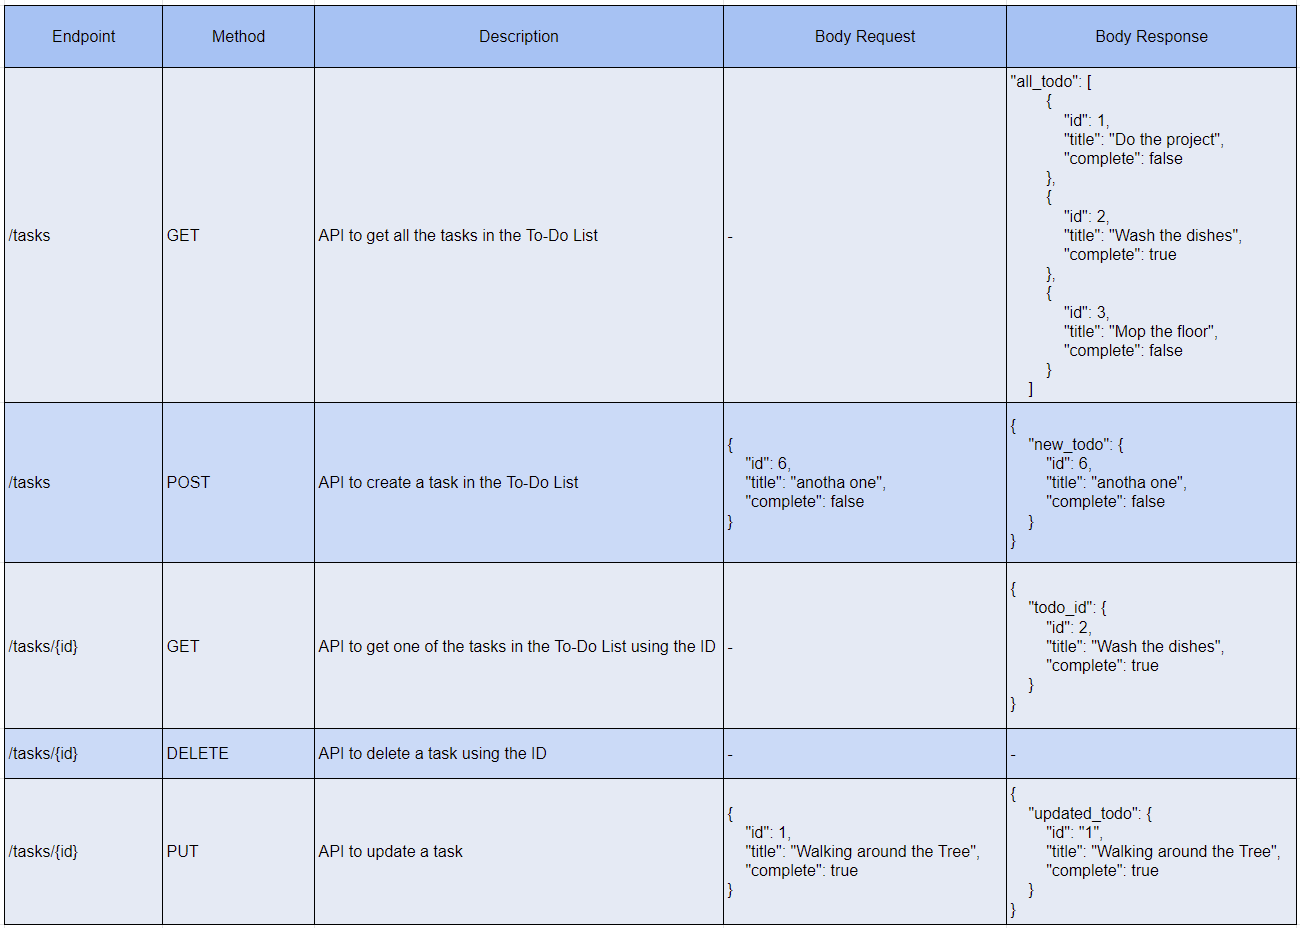 Endpoint Method Description Body Request Body Response
/tasks GET API to get all the tasks in the To-Do List -
"all_todo": [
{
"id": 1,
"title": "Do the project",
"complete": false
},
{
"id": 2,
"title": "Wash the dishes",
"complete": true
},
{
"id": 3,
"title": "Mop the floor",
"complete": false
}
]
/tasks POST API to create a task in the To-Do List
{
"id": 6,
"title": "anotha one",
"complete": false
}
{
"new_todo": {
"id": 6,
"title": "anotha one",
"complete": false
}
}
/tasks/{id} GET API to get one of the tasks in the To-Do List using the ID -
{
"todo_id": {
"id": 2,
"title": "Wash the dishes",
"complete": true
}
}
/tasks/{id} DELETE API to delete a task using the ID - -
/tasks/{id} PUT API to update a task
{
"id": 1,
"title": "Walking around the Tree",
"complete": true
}
{
"updated_todo": {
"id": "1",
"title": "Walking around the Tree",
"complete": true
}
}